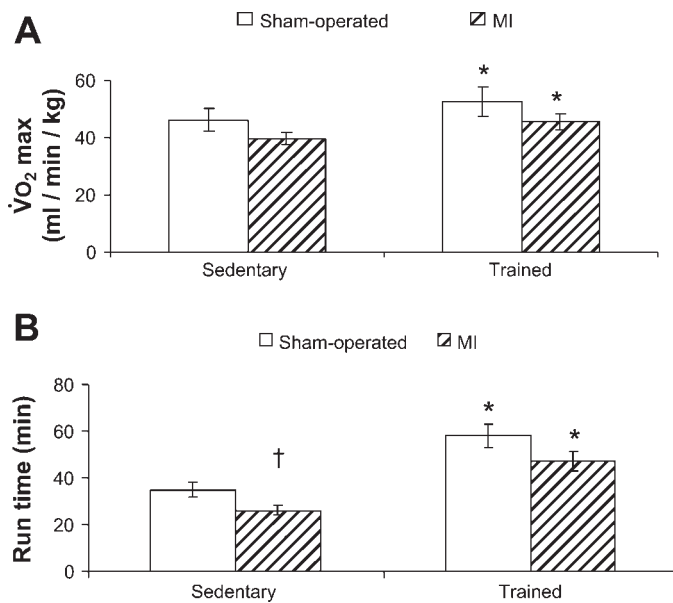 A
Sham-operated MI
V̇O₂ max
(ml / min / kg)
60
40
20
0
* *
Sedentary Trained
B
Sham-operated MI
Run time (min)
80
60
40
20
0
† * *
Sedentary Trained